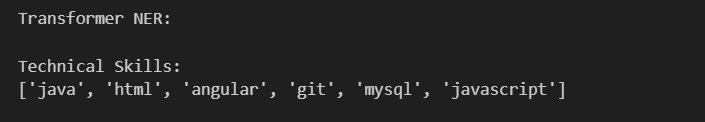 Transformer NER:
Technical Skills:
['java', 'html', 'angular', 'git', 'mysql', 'javascript']